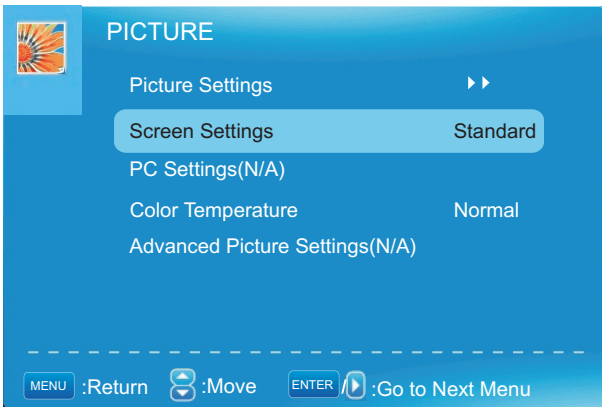 PICTURE
Picture Settings
Screen Settings Standard
PC Settings(N/A)
Color Temperature Normal
Advanced Picture Settings(N/A)
MENU :Return :Move ENTER / :Go to Next Menu